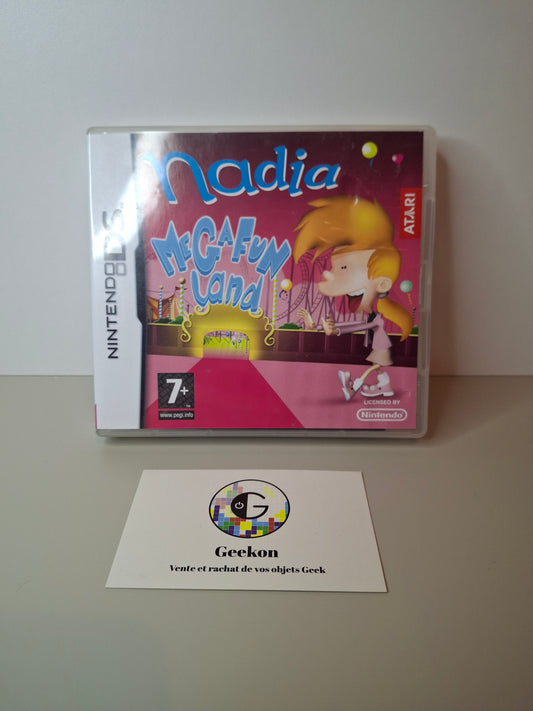 NINTENDO DS
nadia
MEGAFUN
Land
ATARI
7+
www.pegi.info
LICENSED BY
Nintendo
G
Geekon
Vente et rachat de vos objets Geek